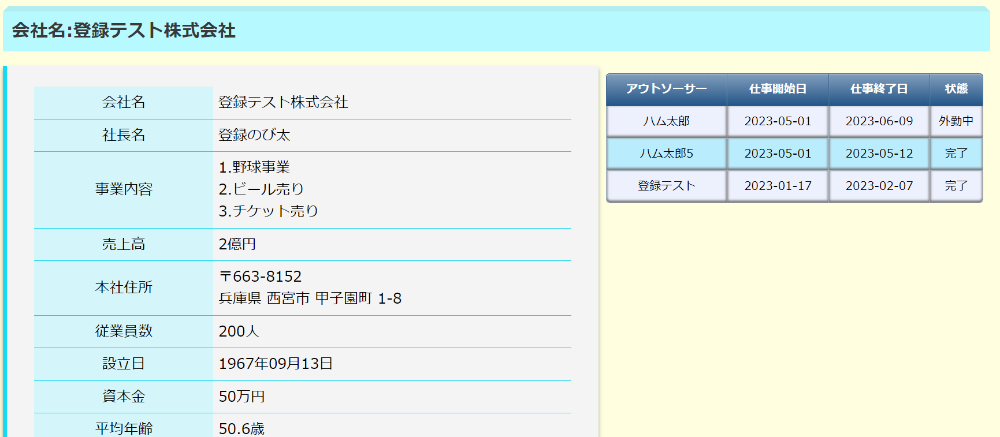 会社名:登録テスト株式会社
会社名 登録テスト株式会社
社長名 登録のび太
事業内容
1.野球事業
2.ビール売り
3.チケット売り
売上高 2億円
本社住所
〒663-8152
兵庫県 西宮市 甲子園町 1-8
従業員数 200人
設立日 1967年09月13日
資本金 50万円
平均年齢 50.6歳
アウトソーサー 仕事開始日 仕事終了日 状態
ハム太郎 2023-05-01 2023-06-09 外勤中
ハム太郎5 2023-05-01 2023-05-12 完了
登録テスト 2023-01-17 2023-02-07 完了